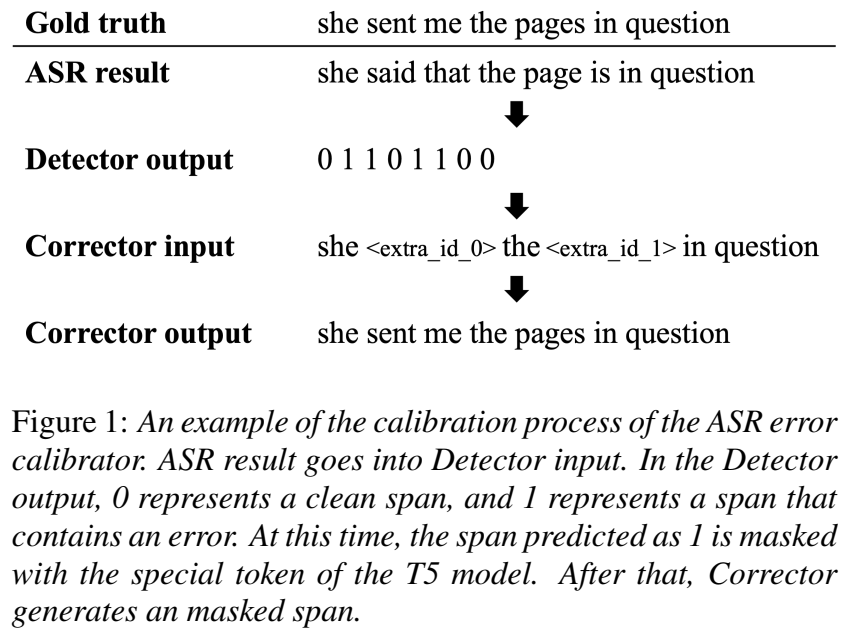 Gold truth she sent me the pages in question
ASR result she said that the page is in question
Detector output 0 1 1 0 1 1 0 0
Corrector input she <extra_id_0> the <extra_id_1> in question
Corrector output she sent me the pages in question
Figure 1: An example of the calibration process of the ASR error
calibrator. ASR result goes into Detector input. In the Detector
output, 0 represents a clean span, and 1 represents a span that
contains an error. At this time, the span predicted as 1 is masked
with the special token of the T5 model. After that, Corrector
generates an masked span.